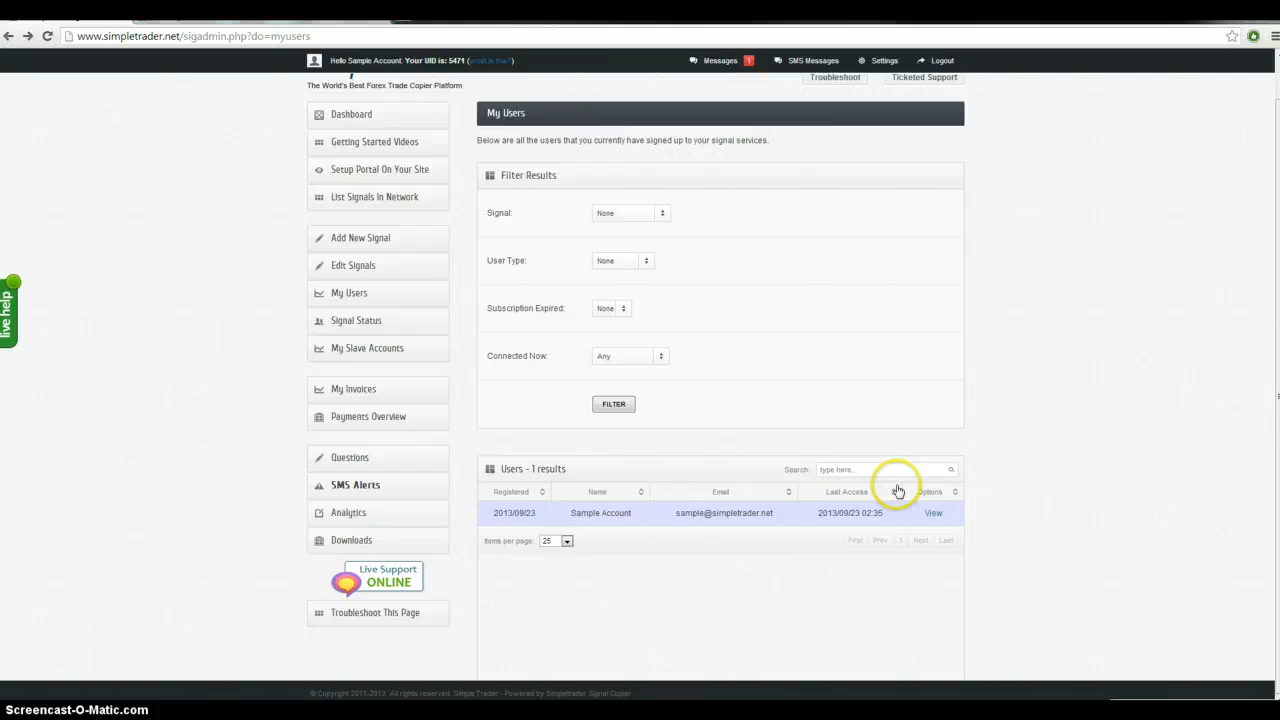 www.simpletrader.net/sigadmin.php?do=myusers
Hello Sample Account. Your UID is: 5471 (what is this?)
Messages 1
SMS Messages
Settings
Logout
The World's Best Forex Trade Copier Platform
Troubleshoot
Ticketed Support
Dashboard
Getting Started Videos
Setup Portal On Your Site
List Signals In Network
Add New Signal
Edit Signals
My Users
Signal Status
My Slave Accounts
My Invoices
Payments Overview
Questions
SMS Alerts
Analytics
Downloads
Live Support
ONLINE
Troubleshoot This Page
live help
My Users
Below are all the users that you currently have signed up to your signal services.
Filter Results
Signal: None
User Type: None
Subscription Expired: None
Connected Now: Any
FILTER
Users - 1 results
Search: type here...
Registered Name Email Last Access Options
2013/09/23 Sample Account sample@simpletrader.net 2013/09/23 02:35 View
Items per page: 25
First Prev 1 Next Last
© Copyright 2011-2013. All rights reserved. Simple Trader - Powered by Simpletrader Signal Copier
Screencast-O-Matic.com